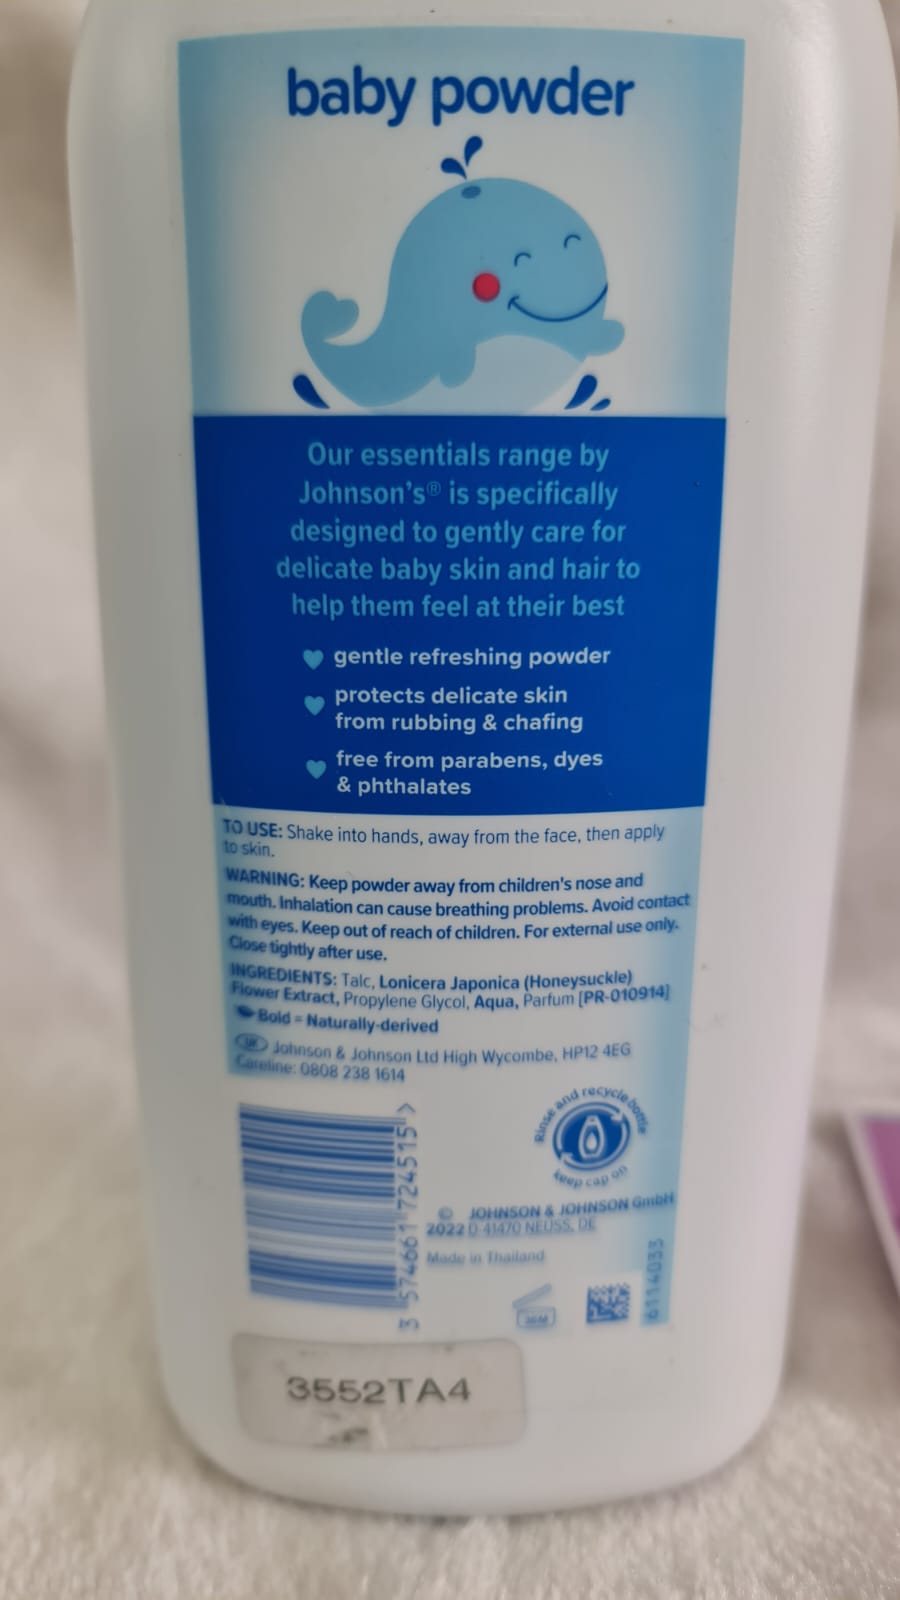 baby powder
Our essentials range by
Johnson's® is specifically
designed to gently care for
delicate baby skin and hair to
help them feel at their best
gentle refreshing powder
protects delicate skin
from rubbing & chafing
free from parabens, dyes
& phthalates
TO USE: Shake into hands, away from the face, then apply
to skin.
WARNING: Keep powder away from children's nose and
mouth. Inhalation can cause breathing problems. Avoid contact
with eyes. Keep out of reach of children. For external use only.
Close tightly after use.
INGREDIENTS: Talc, Lonicera Japonica (Honeysuckle)
Flower Extract, Propylene Glycol, Aqua, Parfum [PR-010914]
Bold = Naturally-derived
UK Johnson & Johnson Ltd High Wycombe, HP12 4EG
Careline: 0808 238 1614
Rinse and recycle bottle
keep cap on
© JOHNSON & JOHNSON GmbH
2022 D-41470 NEUSS, DE
Made in Thailand
3 574661 724515 >
6114033
3552TA4